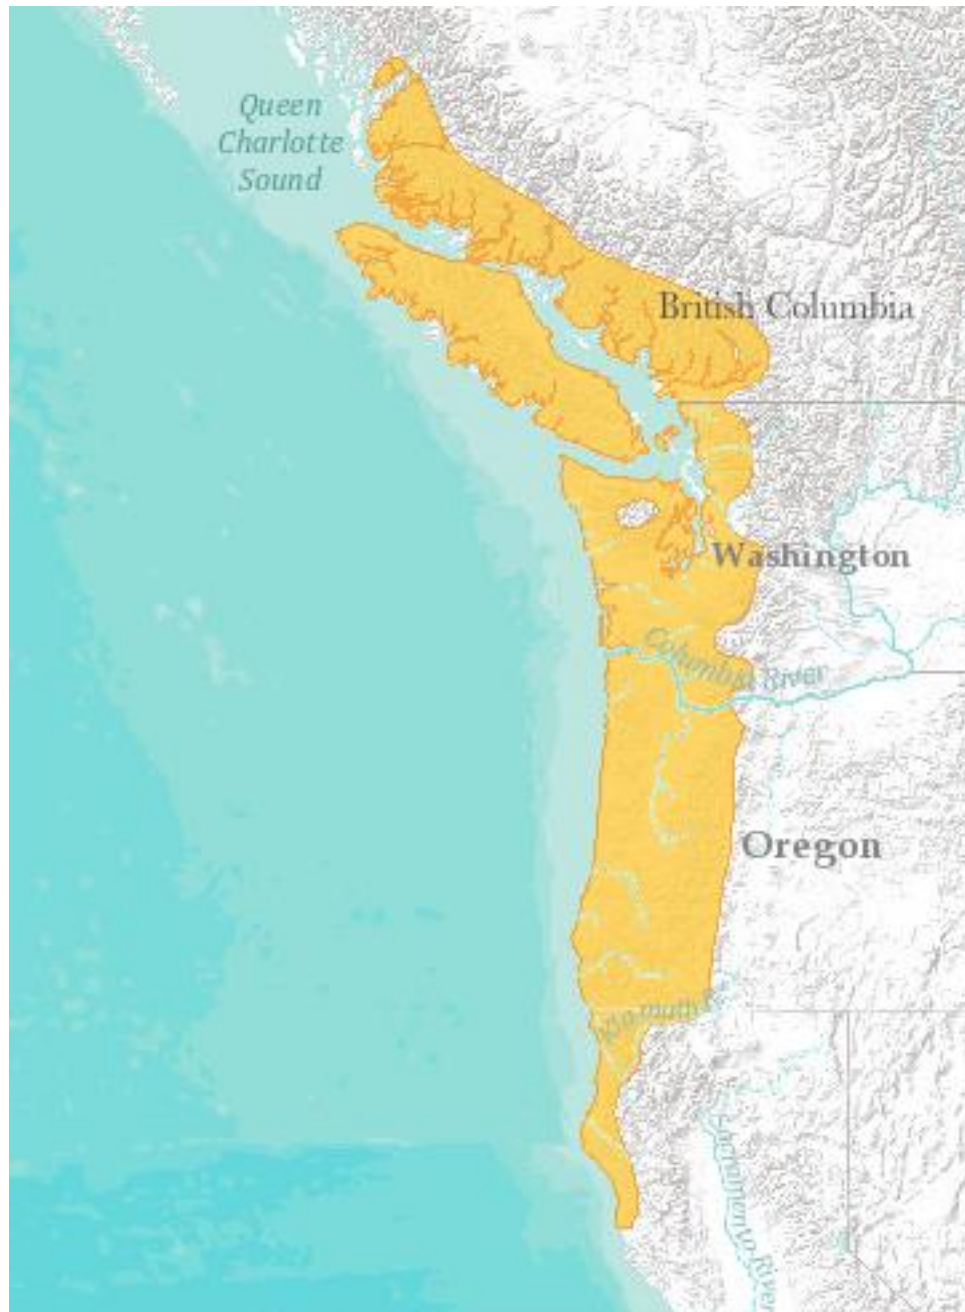 Queen
Charlotte
Sound
British Columbia
Washington
Columbia River
Oregon
Sacramento River